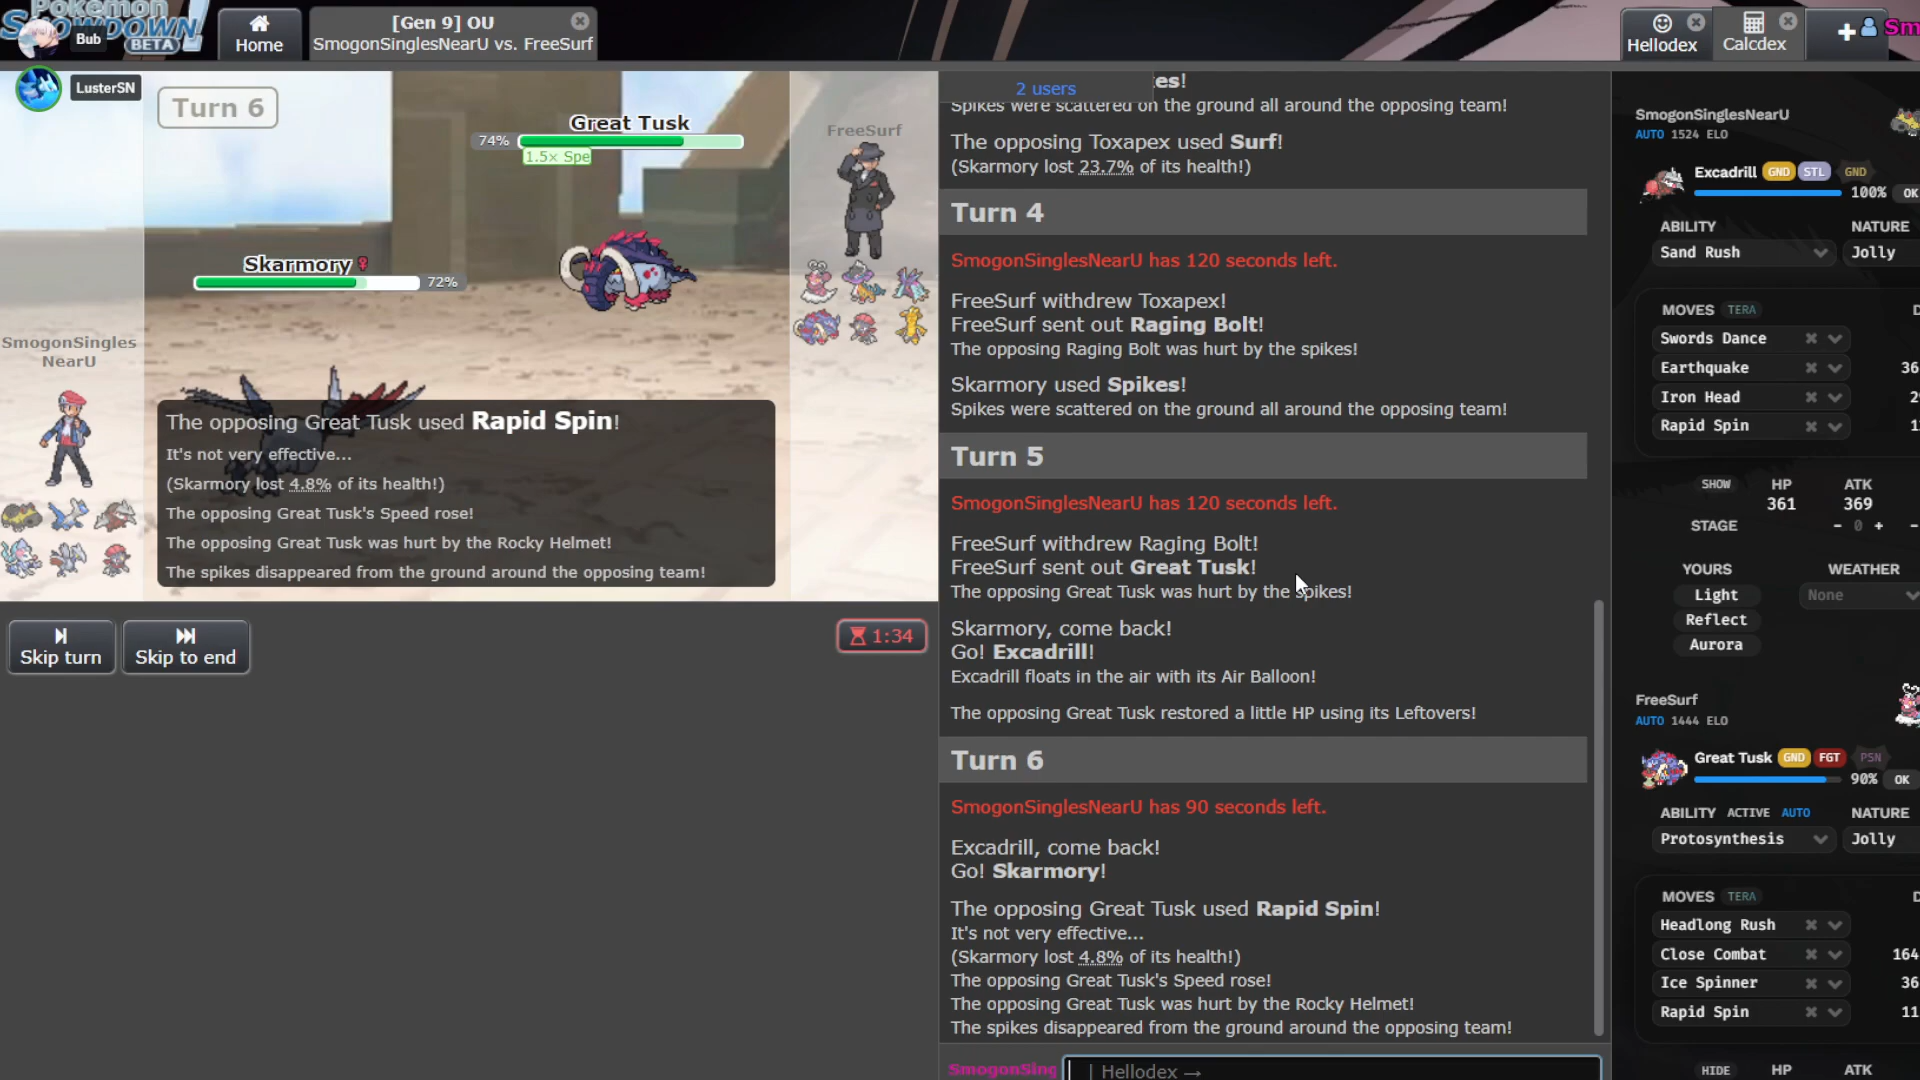 Pokémon
SHOWDOWN!
BETA
Bub
Home
[Gen 9] OU
SmogonSinglesNearU vs. FreeSurf
Hellodex
Calcdex
Sm
LusterSN
Turn 6
Great Tusk
74%
1.5× Spe
Skarmory
72%
SmogonSingles
NearU
FreeSurf
The opposing Great Tusk used Rapid Spin!
It's not very effective...
(Skarmory lost 4.8% of its health!)
The opposing Great Tusk's Speed rose!
The opposing Great Tusk was hurt by the Rocky Helmet!
The spikes disappeared from the ground around the opposing team!
Skip turn
Skip to end
1:34
2 users
es!
Spikes were scattered on the ground all around the opposing team!
The opposing Toxapex used Surf!
(Skarmory lost 23.7% of its health!)
Turn 4
SmogonSinglesNearU has 120 seconds left.
FreeSurf withdrew Toxapex!
FreeSurf sent out Raging Bolt!
The opposing Raging Bolt was hurt by the spikes!
Skarmory used Spikes!
Spikes were scattered on the ground all around the opposing team!
Turn 5
SmogonSinglesNearU has 120 seconds left.
FreeSurf withdrew Raging Bolt!
FreeSurf sent out Great Tusk!
The opposing Great Tusk was hurt by the spikes!
Skarmory, come back!
Go! Excadrill!
Excadrill floats in the air with its Air Balloon!
The opposing Great Tusk restored a little HP using its Leftovers!
Turn 6
SmogonSinglesNearU has 90 seconds left.
Excadrill, come back!
Go! Skarmory!
The opposing Great Tusk used Rapid Spin!
It's not very effective...
(Skarmory lost 4.8% of its health!)
The opposing Great Tusk's Speed rose!
The opposing Great Tusk was hurt by the Rocky Helmet!
The spikes disappeared from the ground around the opposing team!
SmogonSing
| Hellodex →
SmogonSinglesNearU
AUTO 1524 ELO
Excadrill GND STL GND
100% OK
ABILITY NATURE
Sand Rush Jolly
MOVES TERA D
Swords Dance
Earthquake 36
Iron Head 2
Rapid Spin 1
SHOW HP ATK
361 369
STAGE - 0 + -
YOURS WEATHER
Light None
Reflect
Aurora
FreeSurf
AUTO 1444 ELO
Great Tusk GND FGT PSN
90% OK
ABILITY ACTIVE AUTO NATURE
Protosynthesis Jolly
MOVES TERA D
Headlong Rush
Close Combat 164
Ice Spinner 36
Rapid Spin 11
HIDE HP ATK